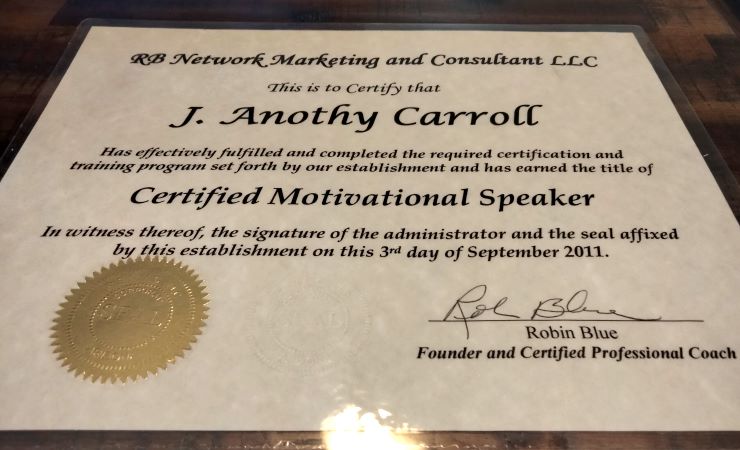 RB Network Marketing and Consultant LLC
This is to Certify that
J. Anothy Carroll
Has effectively fulfilled and completed the required certification and
training program set forth by our establishment and has earned the title of
Certified Motivational Speaker
In witness thereof, the signature of the administrator and the seal affixed
by this establishment on this 3rd day of September 2011.
Robin Blue
Robin Blue
Founder and Certified Professional Coach